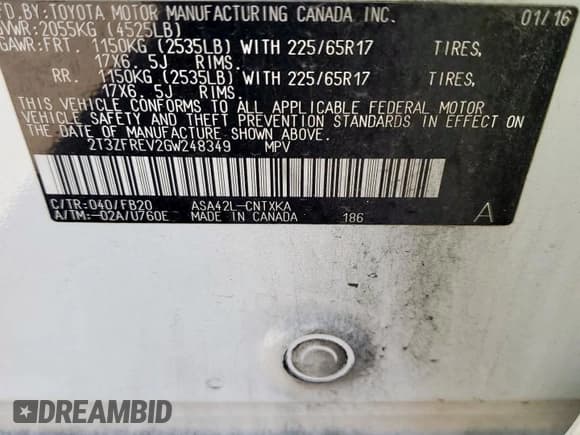 FD.BY:TOYOTA MOTOR MANUFACTURING CANADA INC. 01/16
GVWR:2055KG (4525LB)
GAWR:FRT. 1150KG (2535LB) WITH 225/65R17 TIRES,
17X6.5J RIMS.
RR. 1150KG (2535LB) WITH 225/65R17 TIRES,
17X6.5J RIMS.
THIS VEHICLE CONFORMS TO ALL APPLICABLE FEDERAL MOTOR
VEHICLE SAFETY AND THEFT PREVENTION STANDARDS IN EFFECT ON
THE DATE OF MANUFACTURE SHOWN ABOVE.
2T3ZFREV2GW248349 MPV
C/TR:040/FB20 ASA42L-CNTXKA
A/TM:-02A/U760E MADE IN CANADA 186 A
DREAMBID